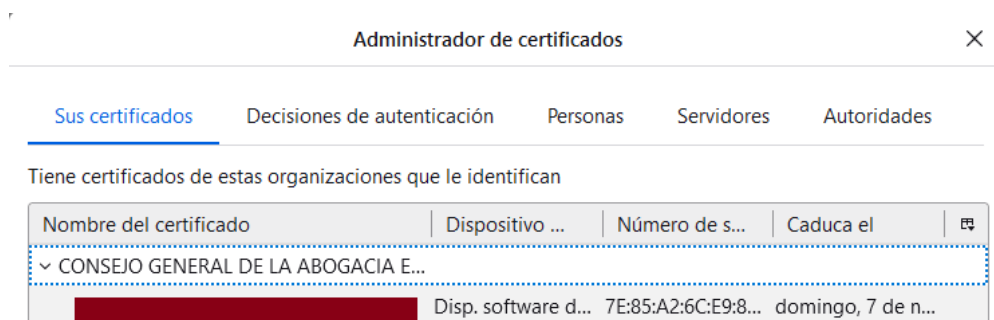 Administrador de certificados
Sus certificados Decisiones de autenticación Personas Servidores Autoridades
Tiene certificados de estas organizaciones que le identifican
Nombre del certificado Dispositivo ... Número de s... Caduca el
CONSEJO GENERAL DE LA ABOGACIA E...
Disp. software d... 7E:85:A2:6C:E9:8... domingo, 7 de n...